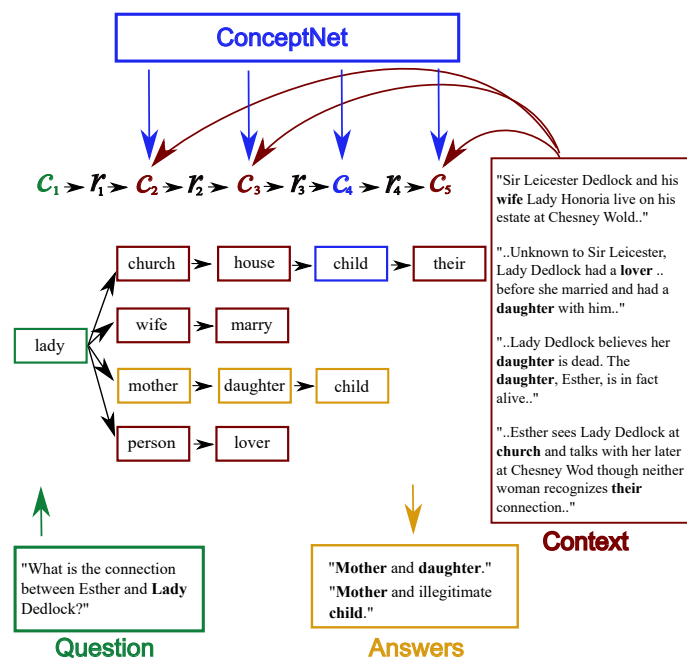 ConceptNet
c1 r1 c2 r2 c3 r3 c4 r4 c5
"Sir Leicester Dedlock and his
wife Lady Honoria live on his
estate at Chesney Wold.."
"..Unknown to Sir Leicester,
Lady Dedlock had a lover ..
before she married and had a
daughter with him.."
"..Lady Dedlock believes her
daughter is dead. The
daughter, Esther, is in fact
alive.."
"..Esther sees Lady Dedlock at
church and talks with her later
at Chesney Wod though neither
woman recognizes their
connection.."
Context
church house child their
wife marry
lady
mother daughter child
person lover
"What is the connection
between Esther and Lady
Dedlock?"
Question
"Mother and daughter."
"Mother and illegitimate
child."
Answers